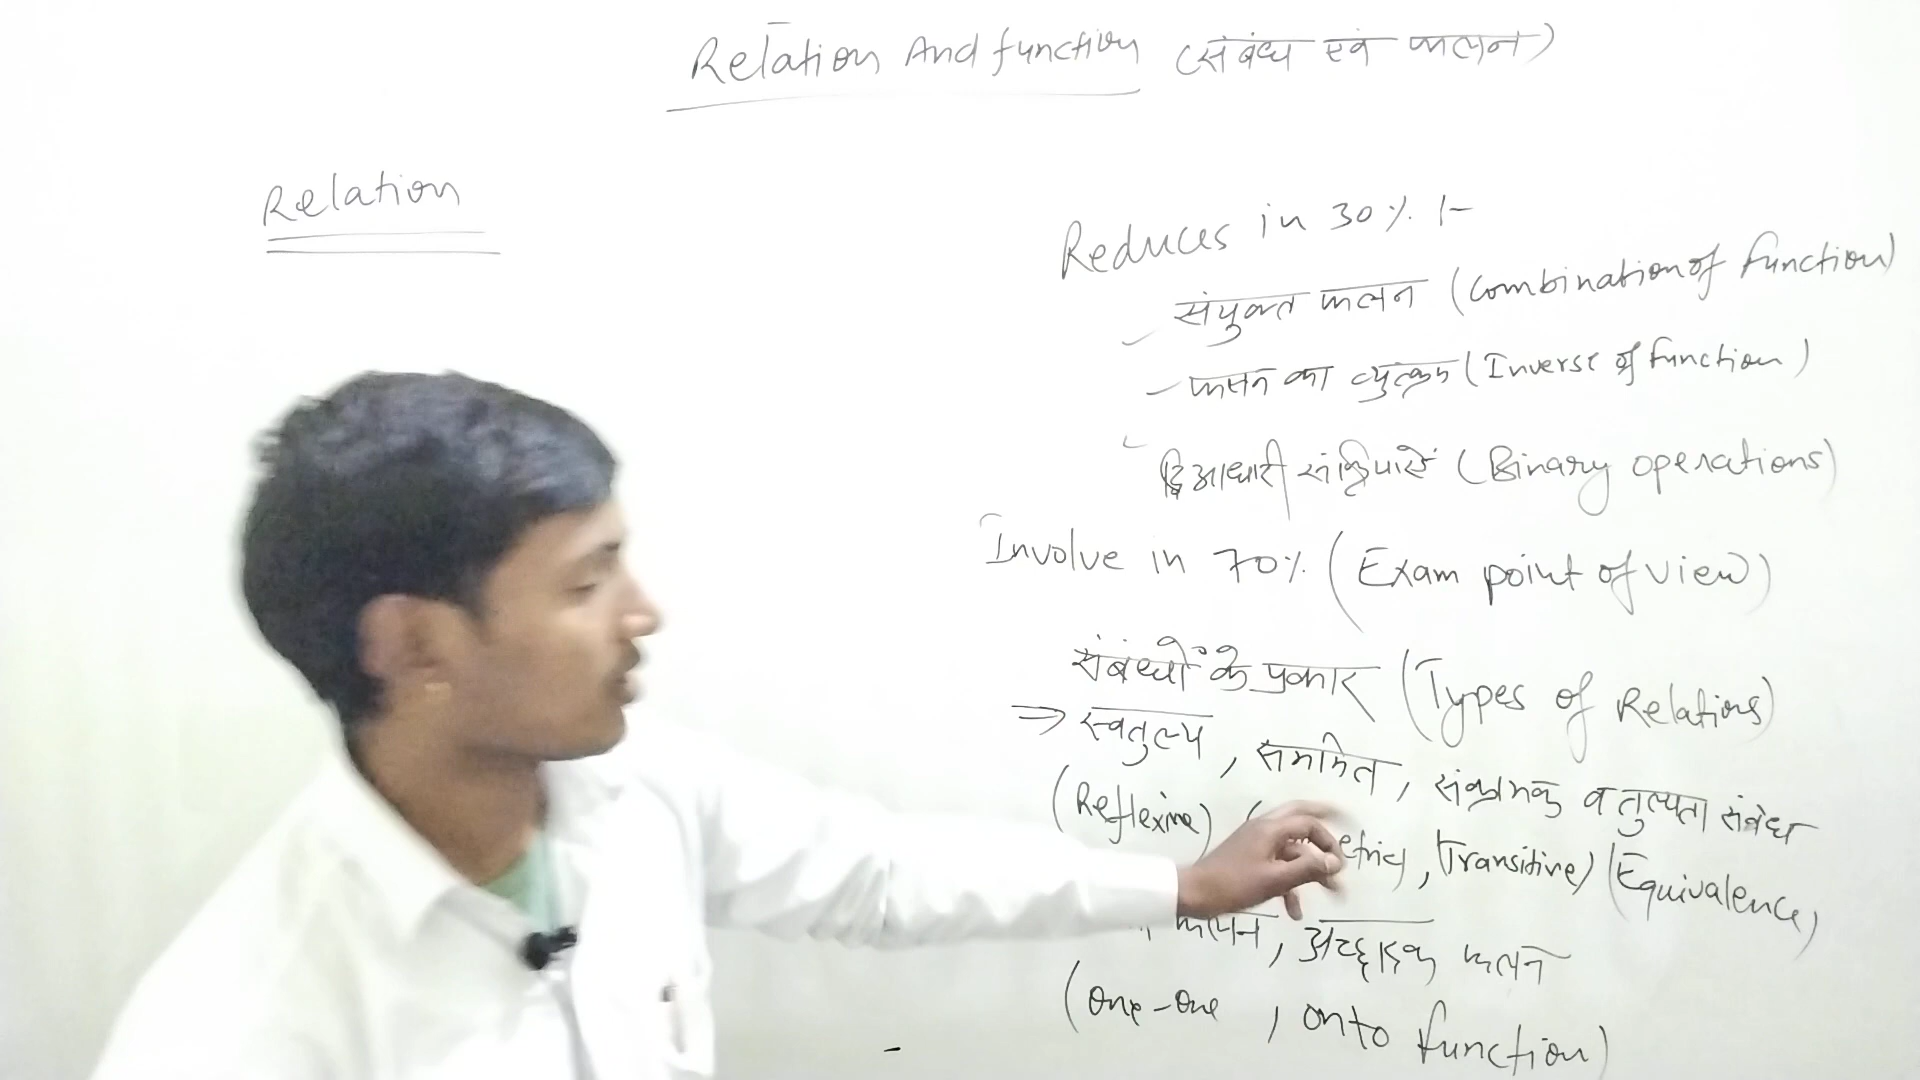 Relation And function (संबंध एवं फलन)
Relation
Reduces in 30% :-
संयुक्त फलन (Combination of function)
फलन का व्युत्क्रम (Inverse of function)
द्विआधारी संक्रियाएँ (Binary operations)
Involve in 70% (Exam point of view)
संबंधों के प्रकार (Types of Relations)
⇒ स्वतुल्य, सममित, संक्रामक व तुल्यता संबंध
(Reflexive) ( etric, Transitive) (Equivalence)
फलन, आच्छादक फलन
(one-one, onto function)